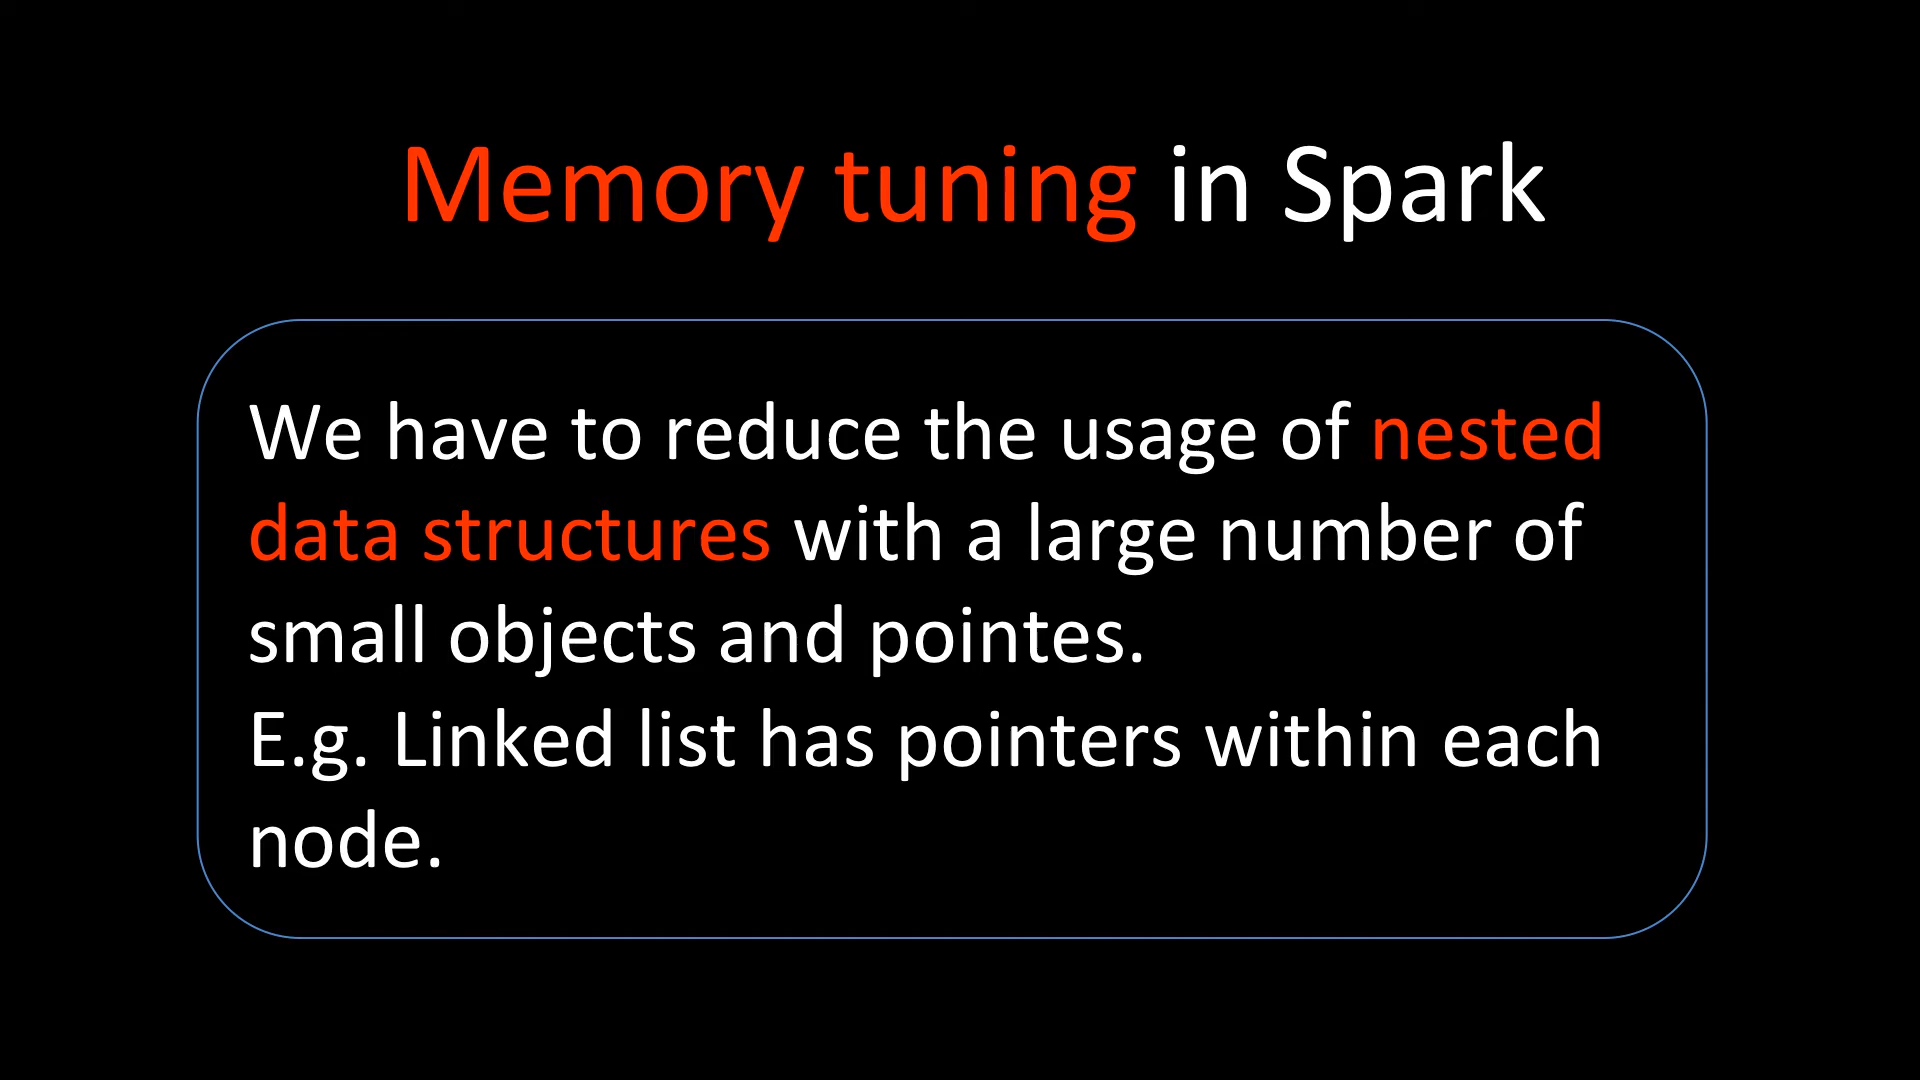 Memory tuning in Spark
We have to reduce the usage of nested
data structures with a large number of
small objects and pointes.
E.g. Linked list has pointers within each
node.